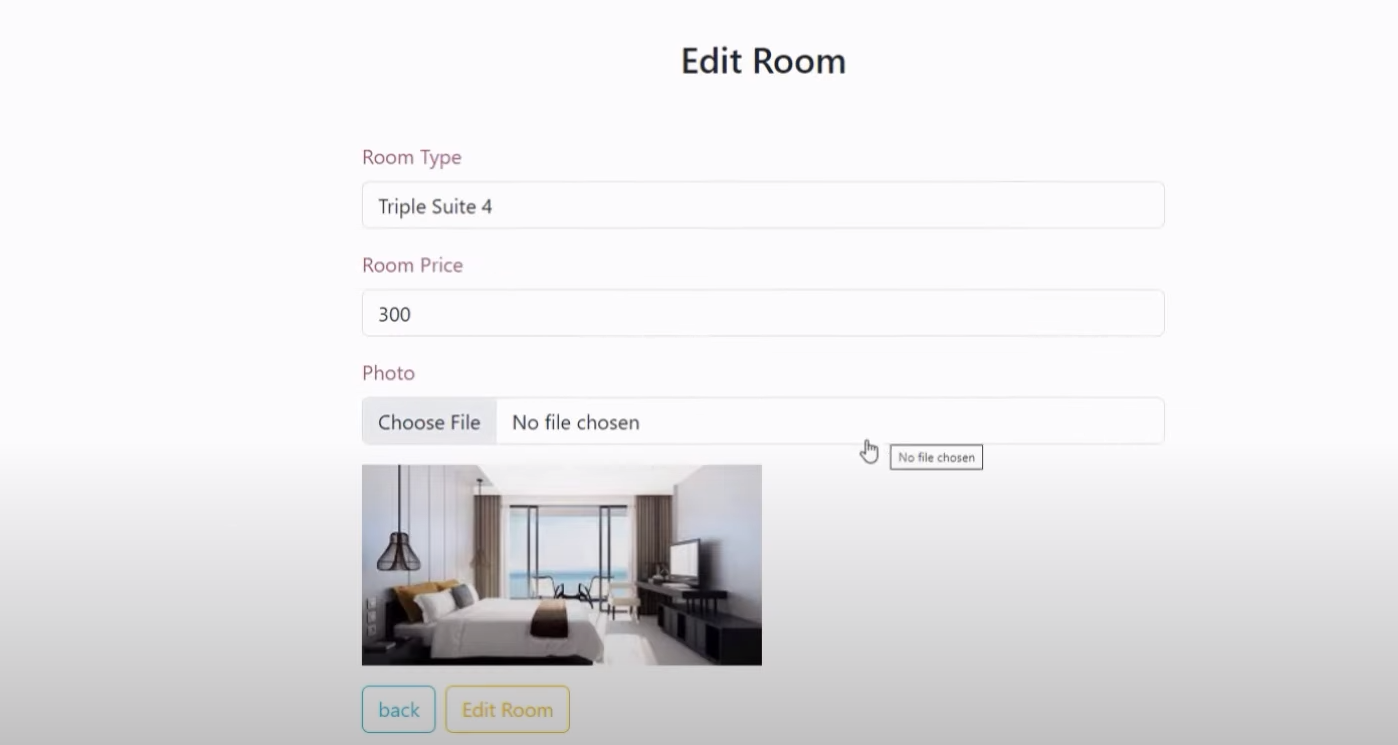 Edit Room
Room Type
Triple Suite 4
Room Price
300
Photo
Choose File No file chosen
No file chosen
back Edit Room